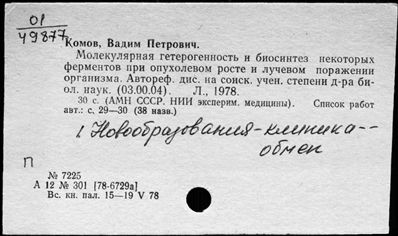 01
49877
Комов, Вадим Петрович.
Молекулярная гетерогенность и биосинтез некоторых
ферментов при опухолевом росте и лучевом поражении
организма. Автореф. дис. на соиск. учен. степени д-ра би-
ол. наук. (03.00.04). Л., 1978.
30 с. (АМН СССР. НИИ эксперим. медицины). Список работ
авт.: с. 29—30 (38 назв.)
1 Новообразования-клиника--
обмен
П
№ 7225
А 12 № 301 [78-6729а]
Вс. кн. пал. 15—19 V 78